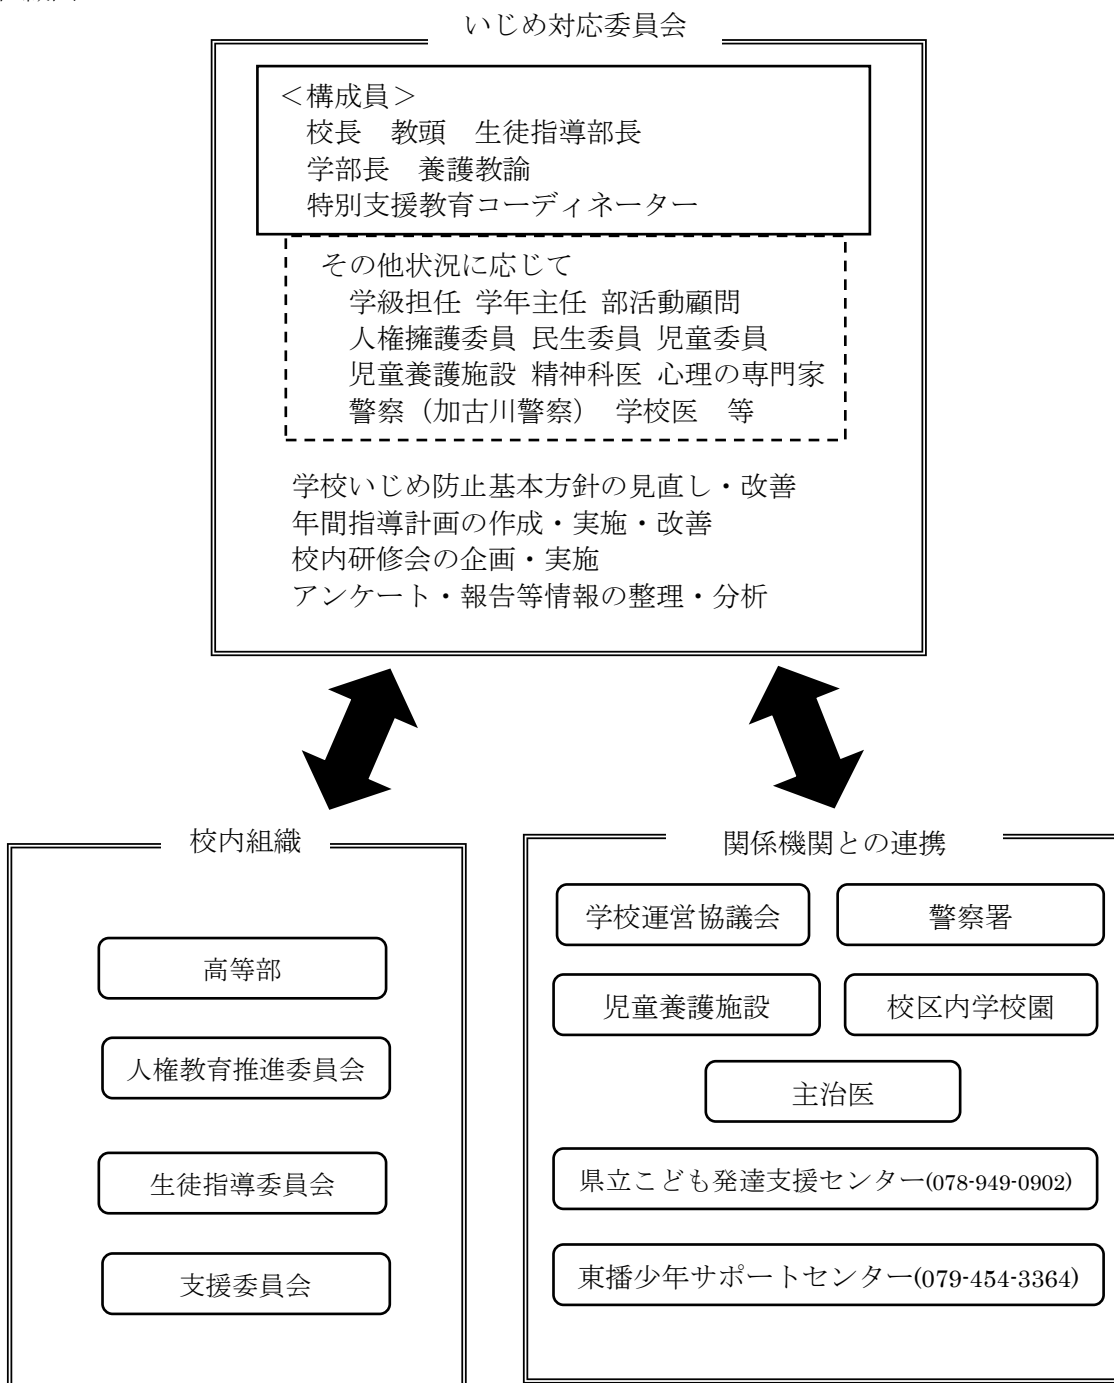 いじめ対応委員会
＜構成員＞
校長　教頭　生徒指導部長
学部長　養護教諭
特別支援教育コーディネーター
その他状況に応じて
学級担任 学年主任 部活動顧問
人権擁護委員 民生委員 児童委員
児童養護施設 精神科医 心理の専門家
警察（加古川警察）　学校医　等
学校いじめ防止基本方針の見直し・改善
年間指導計画の作成・実施・改善
校内研修会の企画・実施
アンケート・報告等情報の整理・分析
校内組織
高等部
人権教育推進委員会
生徒指導委員会
支援委員会
関係機関との連携
学校運営協議会
警察署
児童養護施設
校区内学校園
主治医
県立こども発達支援センター(078-949-0902)
東播少年サポートセンター(079-454-3364)